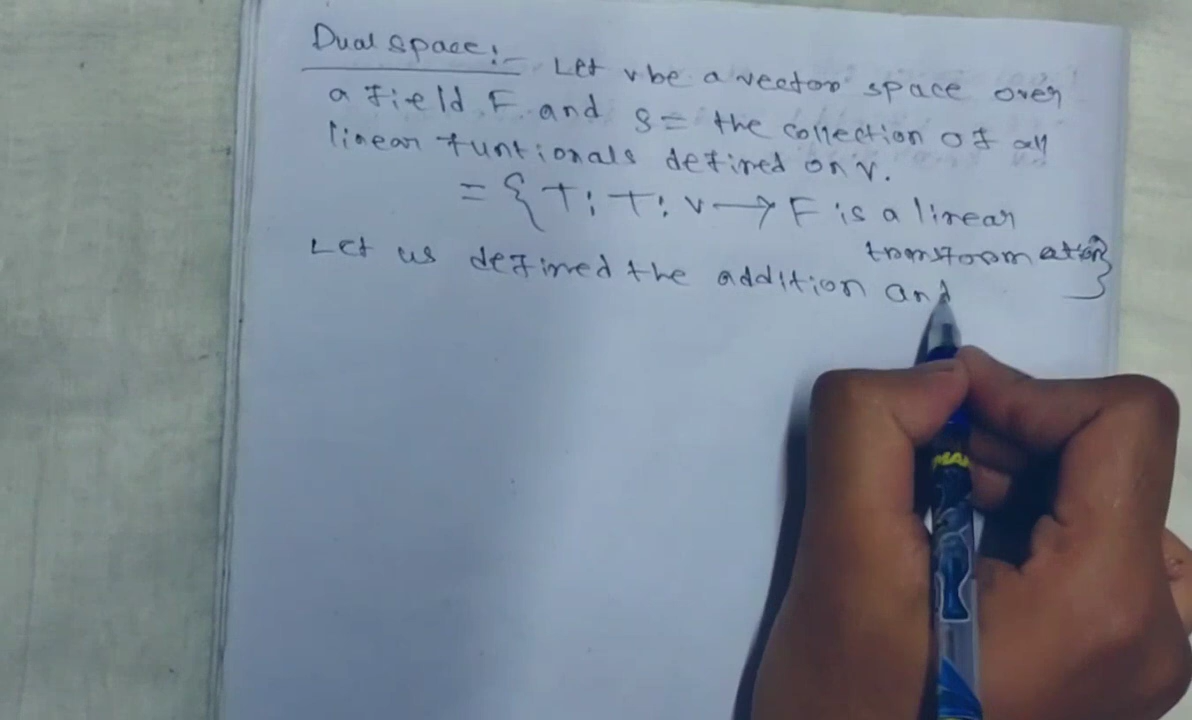 Dual space:- Let v be a vector space over
a field F and S = the collection of all
linear funtionals defined on v.
= { T : T : v → F is a linear
transformation}
Let us defined the addition and